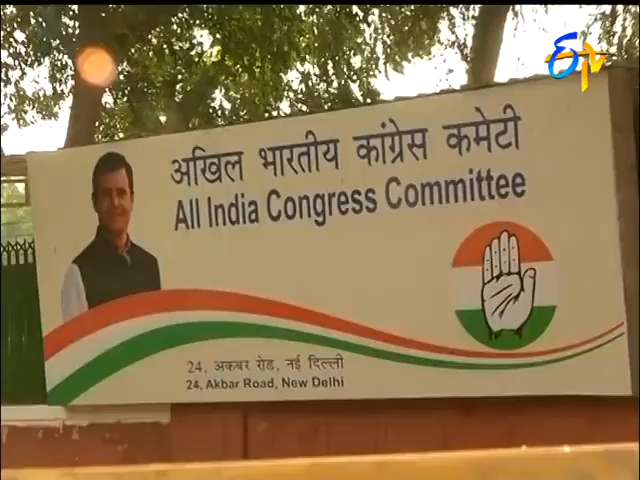 अखिल भारतीय कांग्रेस कमेटी
All India Congress Committee
24, अकबर रोड, नई दिल्ली
24, AKBAR ROAD, NEW DELHI